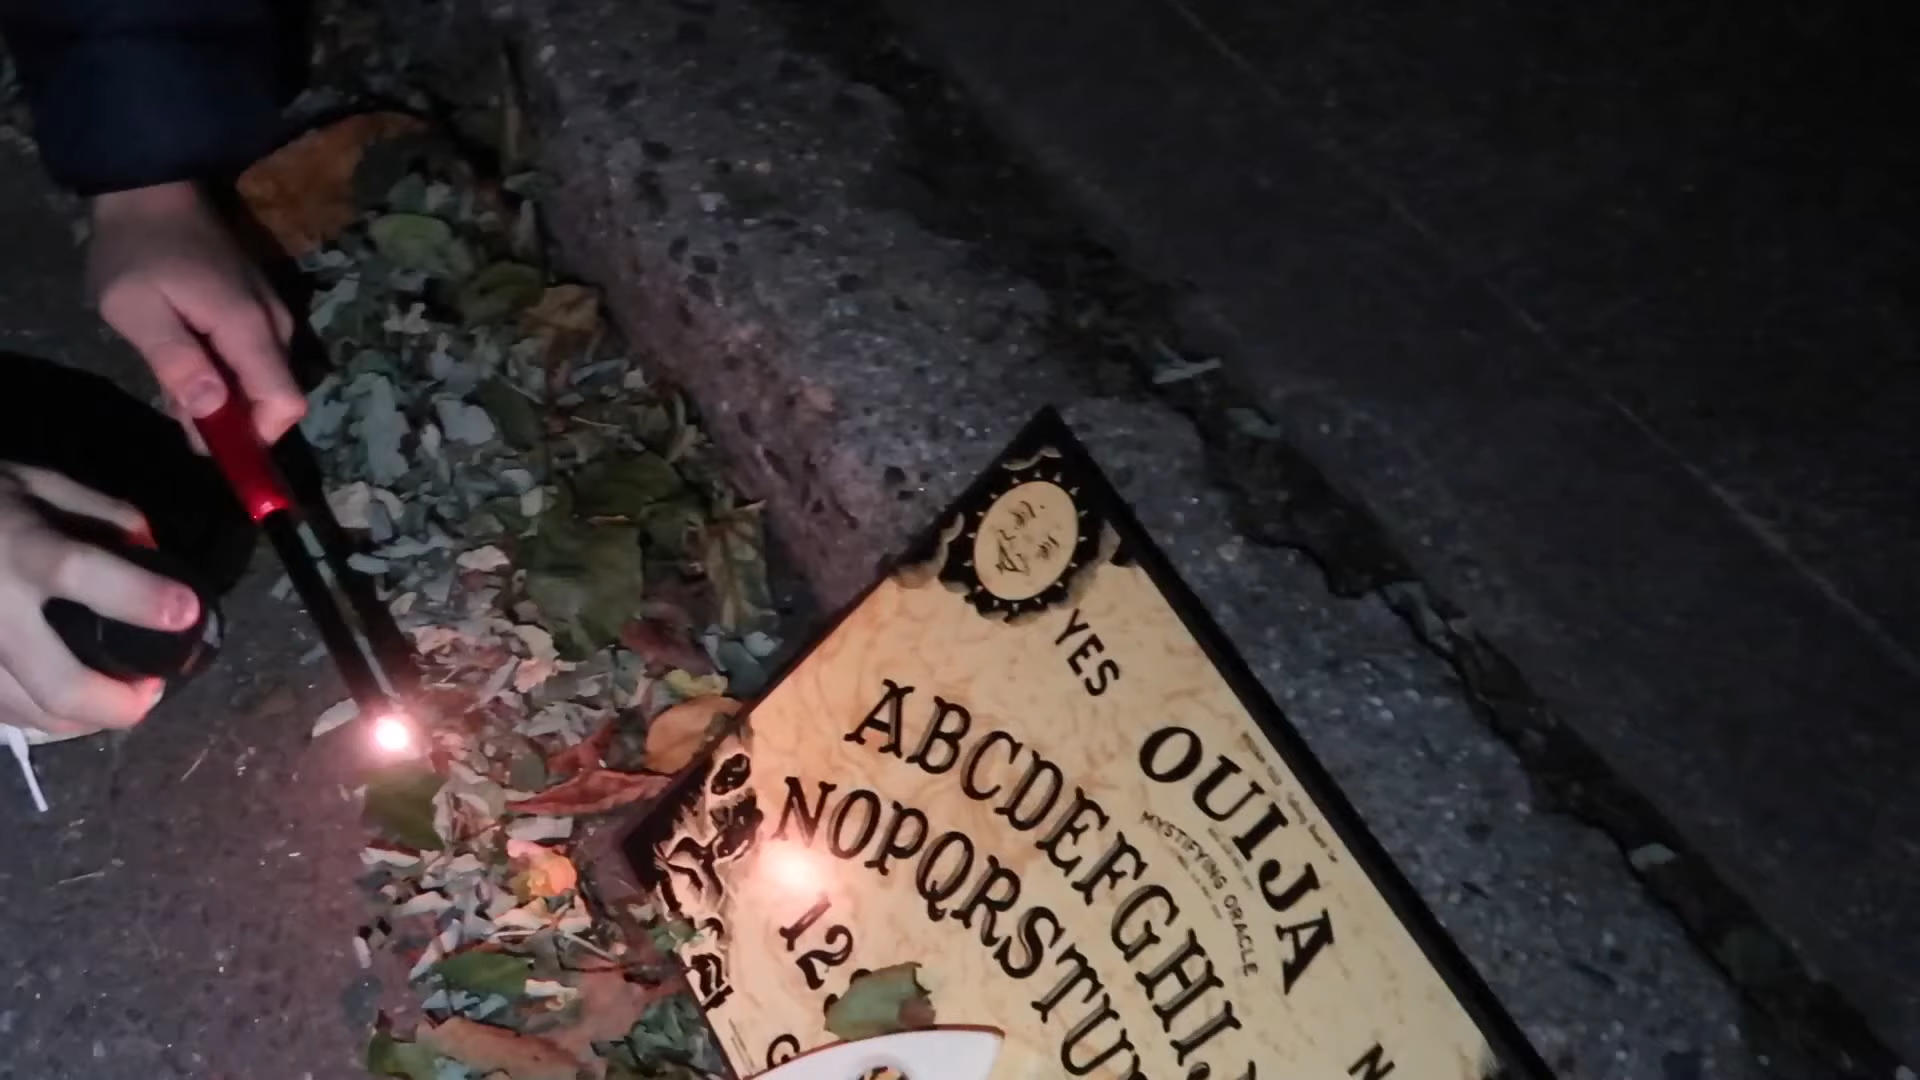 YES
OUIJA
MYSTIFYING ORACLE
ABCDEFGHI
NOPQRSTU
12
G
N